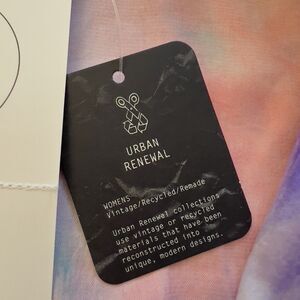 URBAN
RENEWAL
WOMENS
Vintage/Recycled/Remade
Urban Renewal collections
use vintage or recycled
materials that have been
reconstructed into
unique, modern designs.